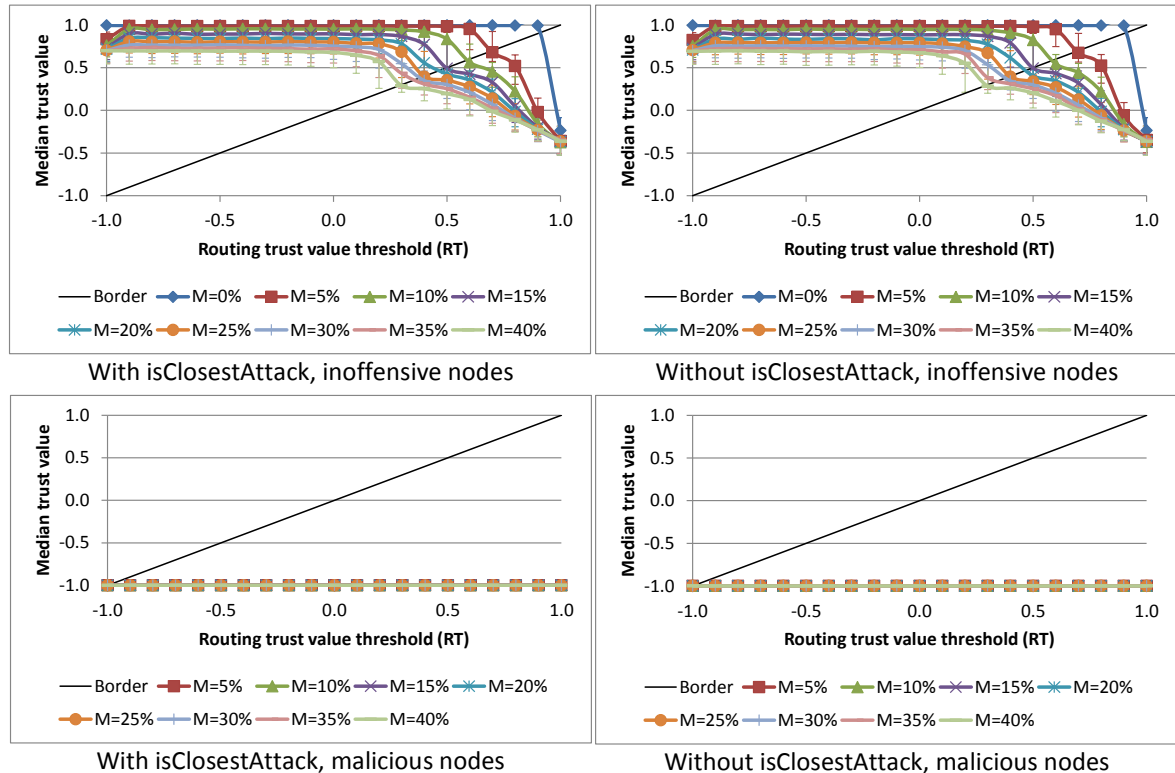 1.0
0.5
0.0
-0.5
-1.0
Median trust value
-1.0 -0.5 0.0 0.5 1.0
Routing trust value threshold (RT)
Border M=0% M=5% M=10% M=15%
M=20% M=25% M=30% M=35% M=40%
With isClosestAttack, inoffensive nodes
1.0
0.5
0.0
-0.5
-1.0
Median trust value
-1.0 -0.5 0.0 0.5 1.0
Routing trust value threshold (RT)
Border M=0% M=5% M=10% M=15%
M=20% M=25% M=30% M=35% M=40%
Without isClosestAttack, inoffensive nodes
1.0
0.5
0.0
-0.5
-1.0
Median trust value
-1.0 -0.5 0.0 0.5 1.0
Routing trust value threshold (RT)
Border M=5% M=10% M=15% M=20%
M=25% M=30% M=35% M=40%
With isClosestAttack, malicious nodes
1.0
0.5
0.0
-0.5
-1.0
Median trust value
-1.0 -0.5 0.0 0.5 1.0
Routing trust value threshold (RT)
Border M=5% M=10% M=15% M=20%
M=25% M=30% M=35% M=40%
Without isClosestAttack, malicious nodes